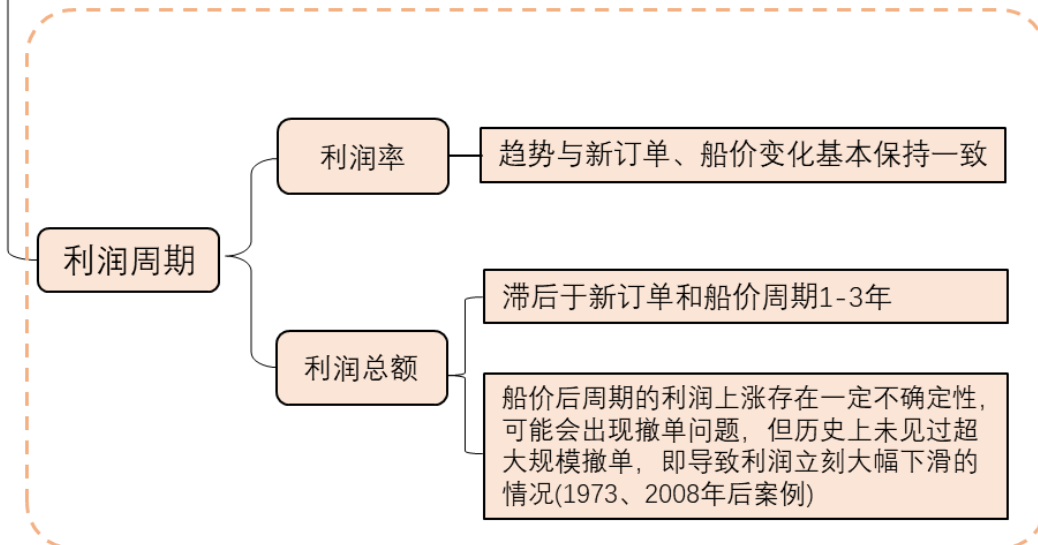 利润率
趋势与新订单、船价变化基本保持一致
利润周期
滞后于新订单和船价周期1-3年
利润总额
船价后周期的利润上涨存在一定不确定性，
可能会出现撤单问题，但历史上未见过超
大规模撤单，即导致利润立刻大幅下滑的
情况(1973、2008年后案例)